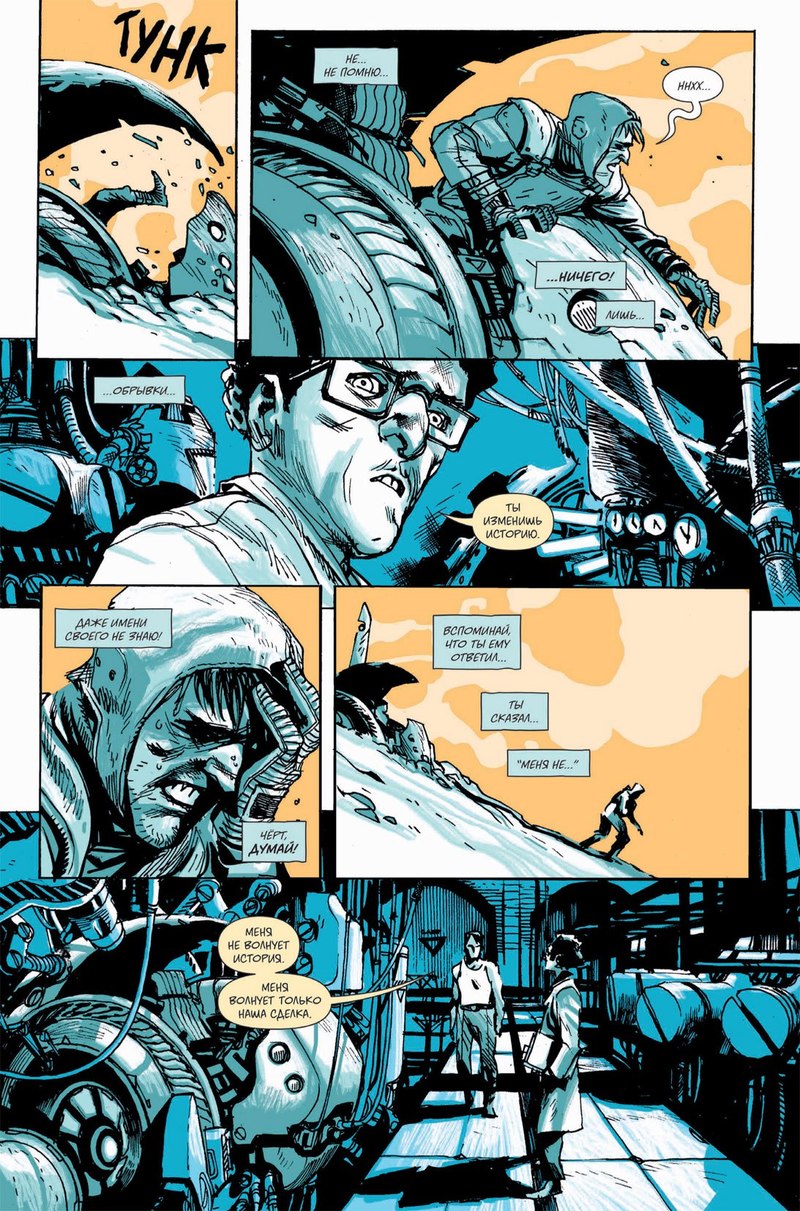 ТУНК
НЕ...
НЕ ПОМНЮ...
ННХХ...
...НИЧЕГО!
ЛИШЬ...
...ОБРЫВКИ...
ТЫ
ИЗМЕНИШЬ
ИСТОРИЮ.
ДАЖЕ ИМЕНИ
СВОЕГО НЕ ЗНАЮ!
ЧЁРТ,
ДУМАЙ!
ВСПОМИНАЙ,
ЧТО ТЫ ЕМУ
ОТВЕТИЛ...
ТЫ
СКАЗАЛ...
"МЕНЯ НЕ..."
МЕНЯ
НЕ ВОЛНУЕТ
ИСТОРИЯ.
МЕНЯ
ВОЛНУЕТ ТОЛЬКО
НАША СДЕЛКА.